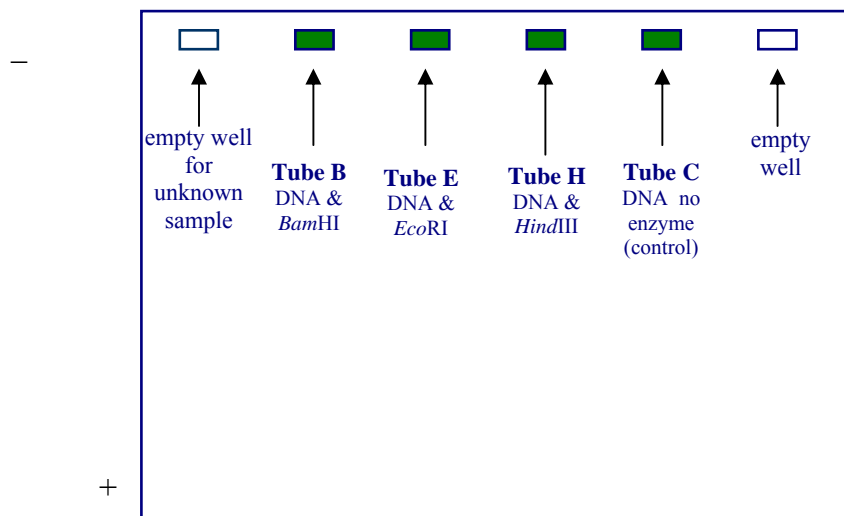 –
empty well
for
unknown
sample
Tube B
DNA &
BamHI
Tube E
DNA &
EcoRI
Tube H
DNA &
HindIII
Tube C
DNA no
enzyme
(control)
empty
well
+